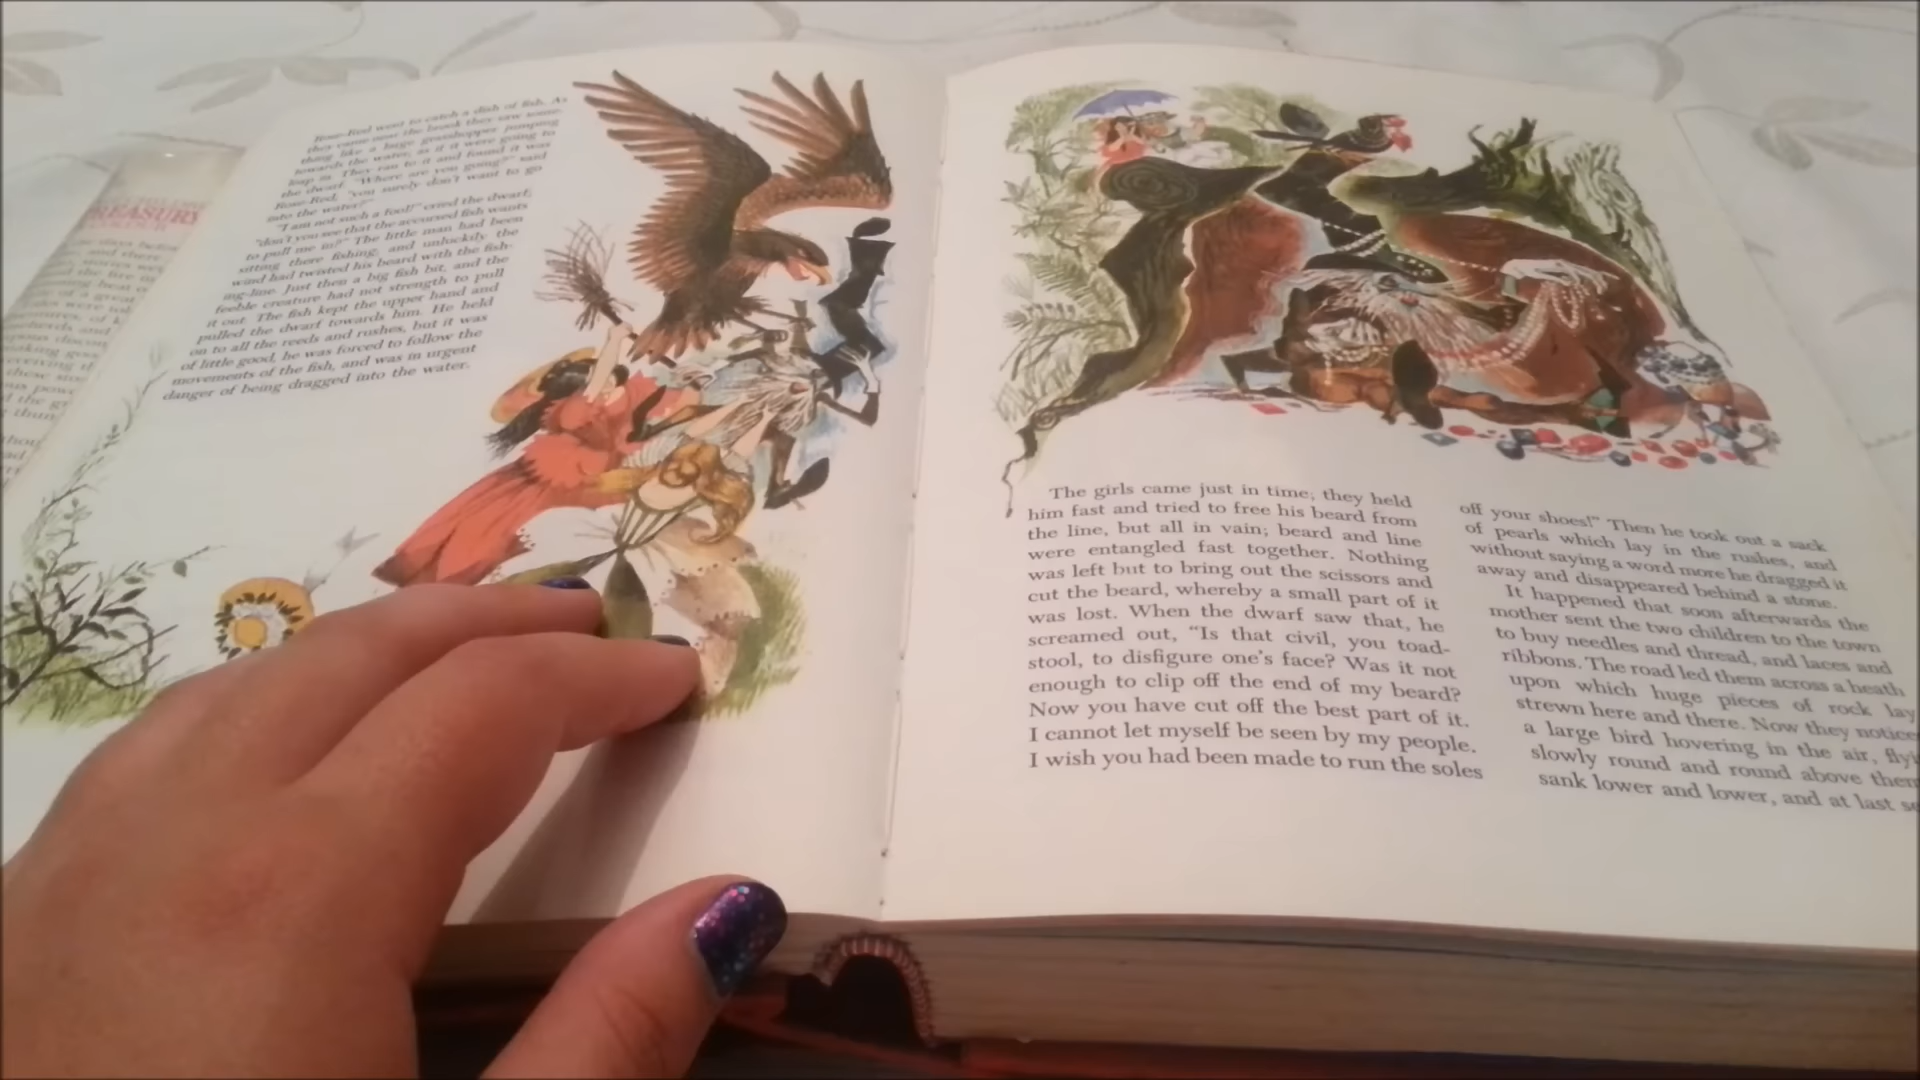 TREASURY
Rose-Red went to catch a dish of fish. As
they came near the brook they saw some-
thing like a large grasshopper jumping
towards the water, as if it were going to
leap in. They ran to it and found it was
the dwarf. "Where are you going?" said
Rose-Red, "you surely don't want to go
into the water?"
"I am not such a fool!" cried the dwarf;
"don't you see that the accursed fish wants
to pull me in?" The little man had been
sitting there fishing, and unluckily the
wind had twisted his beard with the fish-
ing-line. Just then a big fish bit, and the
feeble creature had not strength to pull
it out. The fish kept the upper hand and
pulled the dwarf towards him. He held
on to all the reeds and rushes, but it was
of little good, he was forced to follow the
movements of the fish, and was in urgent
danger of being dragged into the water.
The girls came just in time; they held
him fast and tried to free his beard from
the line, but all in vain; beard and line
were entangled fast together. Nothing
was left but to bring out the scissors and
cut the beard, whereby a small part of it
was lost. When the dwarf saw that, he
screamed out, "Is that civil, you toad-
stool, to disfigure one's face? Was it not
enough to clip off the end of my beard?
Now you have cut off the best part of it.
I cannot let myself be seen by my people.
I wish you had been made to run the soles
off your shoes!" Then he took out a sack
of pearls which lay in the rushes, and
without saying a word more he dragged it
away and disappeared behind a stone.
It happened that soon afterwards the
mother sent the two children to the town
to buy needles and thread, and laces and
ribbons. The road led them across a heath
upon which huge pieces of rock lay
strewn here and there. Now they notice
a large bird hovering in the air, flyi
slowly round and round above them
sank lower and lower, and at last se